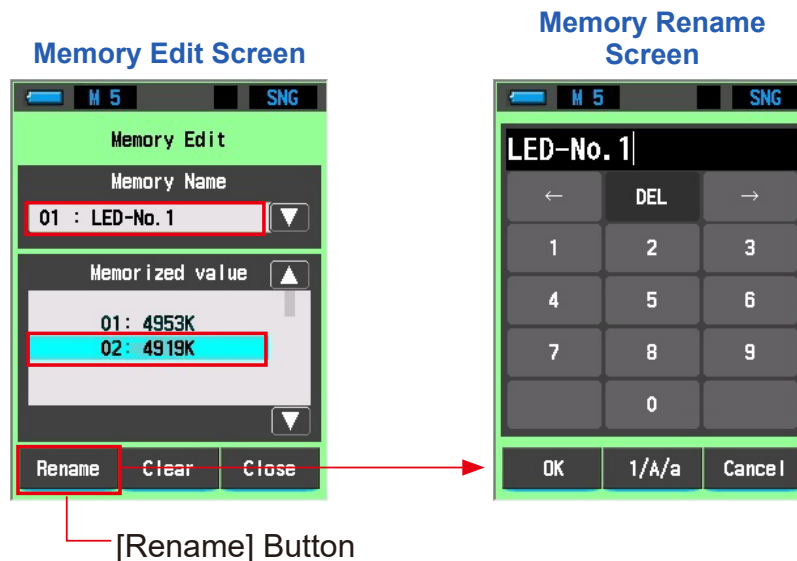 Memory Edit Screen
M 5 SNG
Memory Edit
Memory Name
01 : LED-No.1
Memorized value
01: 4953K
02: 4919K
Rename Clear Close
[Rename] Button
Memory Rename
Screen
M 5 SNG
LED-No.1
← DEL →
1 2 3
4 5 6
7 8 9
0
OK 1/A/a Cancel